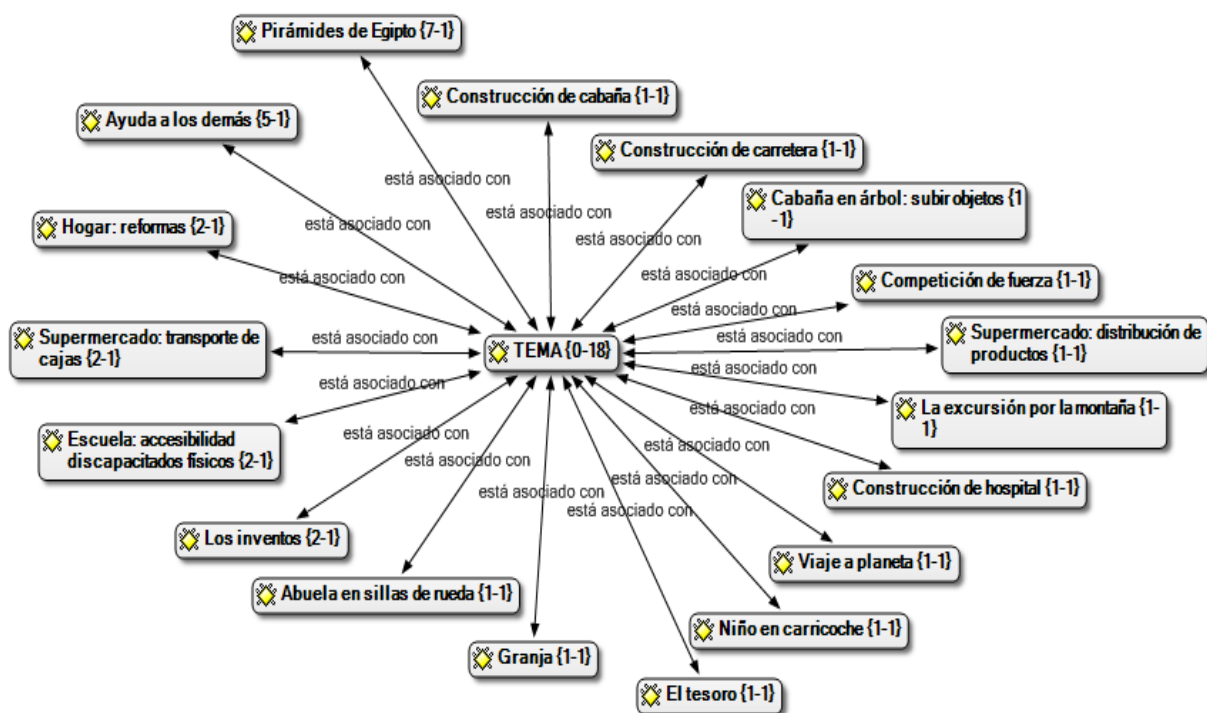 Pirámides de Egipto {7-1}
Construcción de cabaña {1-1}
Ayuda a los demás {5-1}
Construcción de carretera {1-1}
está asociado con
está asociado con
Cabaña en árbol: subir objetos {1
-1}
Hogar: reformas {2-1}
está asociado con
está asociado con
está asociado con
está asociado con
Competición de fuerza {1-1}
está asociado con
Supermercado: transporte de
cajas {2-1}
está asociado con
TEMA {0-18}
está asociado con
Supermercado: distribución de
productos {1-1}
está asociado con
está asociado con
está asociado con
La excursión por la montaña {1-
1}
Escuela: accesibilidad
discapacitados físicos {2-1}
está asociado con
está asociado con
está asociado con
está asociado con
está asociado con
Construcción de hospital {1-1}
Los inventos {2-1}
Viaje a planeta {1-1}
Abuela en sillas de rueda {1-1}
Niño en carricoche {1-1}
Granja {1-1}
El tesoro {1-1}